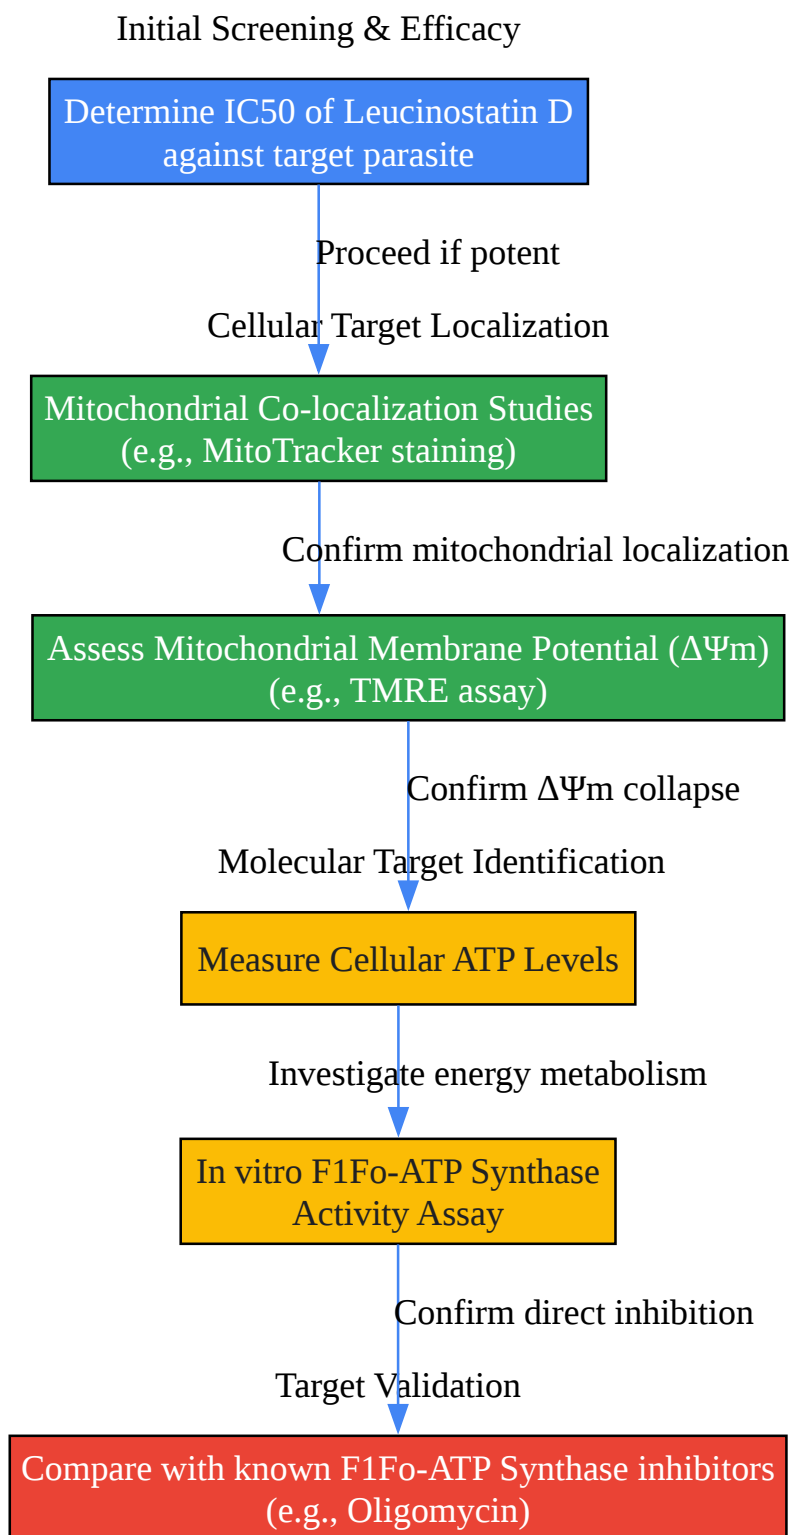 Initial Screening & Efficacy
Determine IC50 of Leucinostatin D
against target parasite
Proceed if potent
Cellular Target Localization
Mitochondrial Co-localization Studies
(e.g., MitoTracker staining)
Confirm mitochondrial localization
Assess Mitochondrial Membrane Potential (ΔΨm)
(e.g., TMRE assay)
Confirm ΔΨm collapse
Molecular Target Identification
Measure Cellular ATP Levels
Investigate energy metabolism
In vitro F1Fo-ATP Synthase
Activity Assay
Confirm direct inhibition
Target Validation
Compare with known F1Fo-ATP Synthase inhibitors
(e.g., Oligomycin)